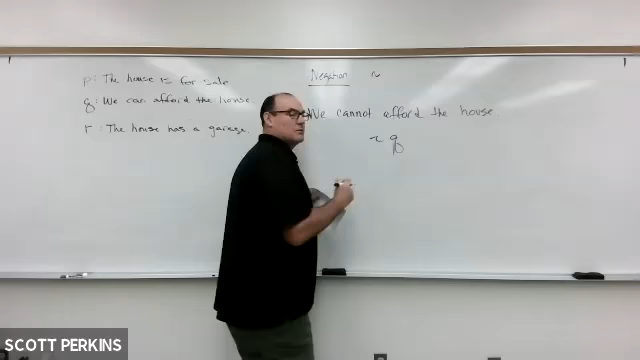 p: The house is for sale
q: We can afford the house.
r: The house has a garage.
Negation ~
We cannot afford the house.
~ q
SCOTT PERKINS